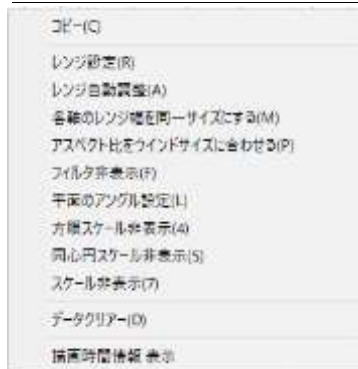 コピー(C)
レンジ設定(R)
レンジ自動調整(A)
各軸のレンジ幅を同一サイズにする(M)
アスペクト比をウインドサイズに合わせる(P)
フィルタ非表示(F)
平面のアングル設定(L)
方眼スケール非表示(4)
同心円スケール非表示(5)
スケール非表示(7)
データクリアー(D)
描画時間情報 表示